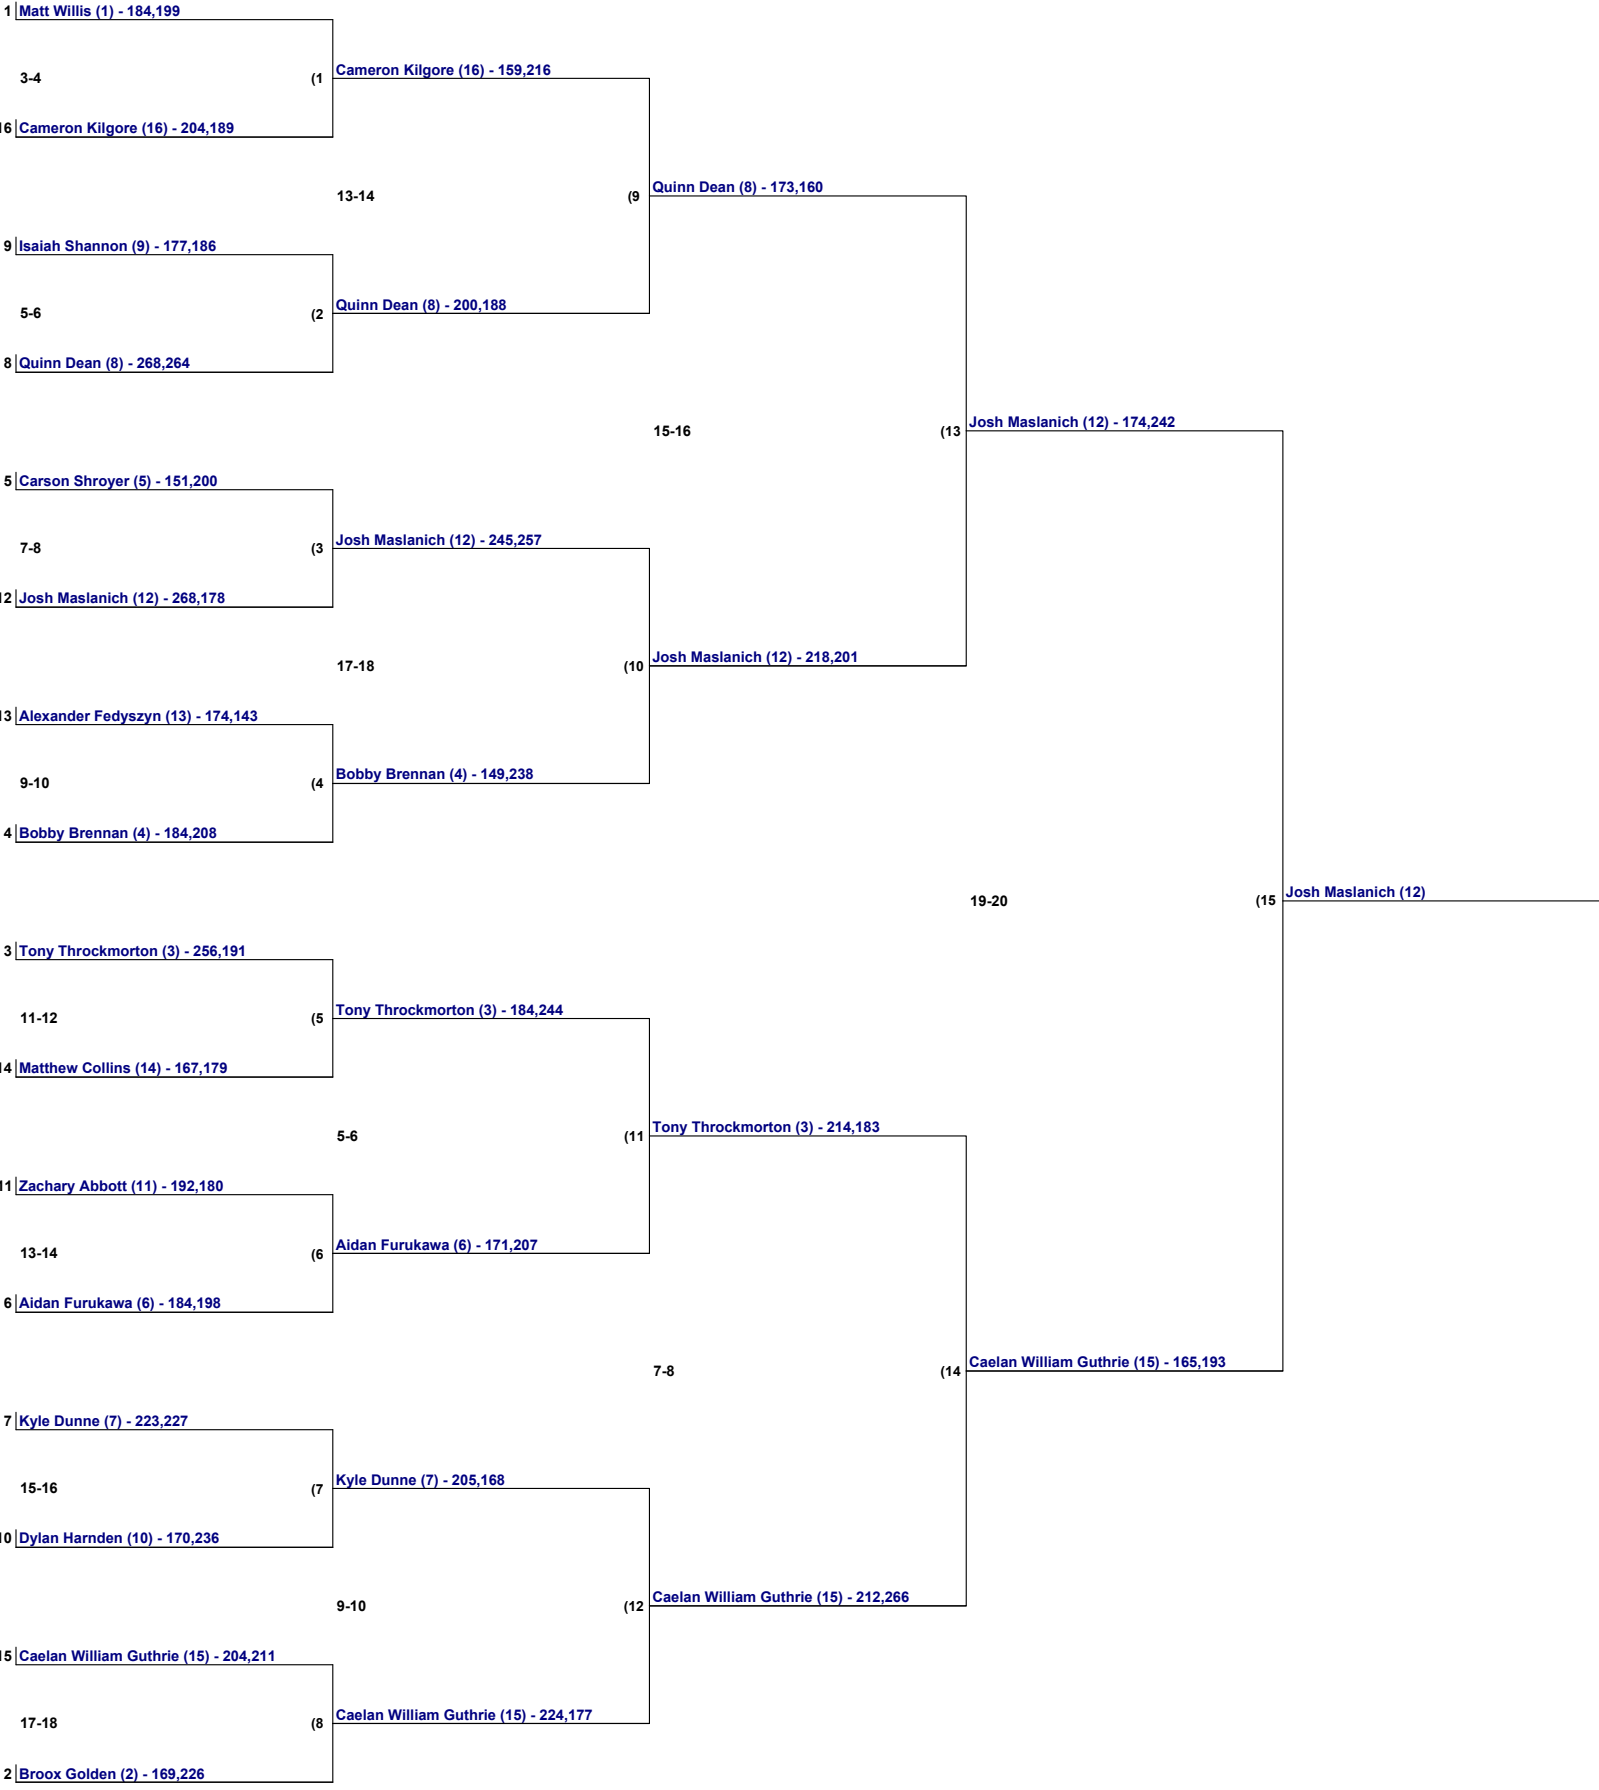 1 Matt Willis (1) - 184,199
Cameron Kilgore (16) - 159,216
3-4 (1
16 Cameron Kilgore (16) - 204,189
Quinn Dean (8) - 173,160
13-14 (9
9 Isaiah Shannon (9) - 177,186
Quinn Dean (8) - 200,188
5-6 (2
8 Quinn Dean (8) - 268,264
Josh Maslanich (12) - 174,242
15-16 (13
5 Carson Shroyer (5) - 151,200
Josh Maslanich (12) - 245,257
7-8 (3
12 Josh Maslanich (12) - 268,178
Josh Maslanich (12) - 218,201
17-18 (10
13 Alexander Fedyszyn (13) - 174,143
Bobby Brennan (4) - 149,238
9-10 (4
4 Bobby Brennan (4) - 184,208
Josh Maslanich (12)
19-20 (15
3 Tony Throckmorton (3) - 256,191
Tony Throckmorton (3) - 184,244
11-12 (5
14 Matthew Collins (14) - 167,179
Tony Throckmorton (3) - 214,183
5-6 (11
11 Zachary Abbott (11) - 192,180
Aidan Furukawa (6) - 171,207
13-14 (6
6 Aidan Furukawa (6) - 184,198
Caelan William Guthrie (15) - 165,193
7-8 (14
7 Kyle Dunne (7) - 223,227
Kyle Dunne (7) - 205,168
15-16 (7
10 Dylan Harnden (10) - 170,236
Caelan William Guthrie (15) - 212,266
9-10 (12
15 Caelan William Guthrie (15) - 204,211
Caelan William Guthrie (15) - 224,177
17-18 (8
2 Broox Golden (2) - 169,226